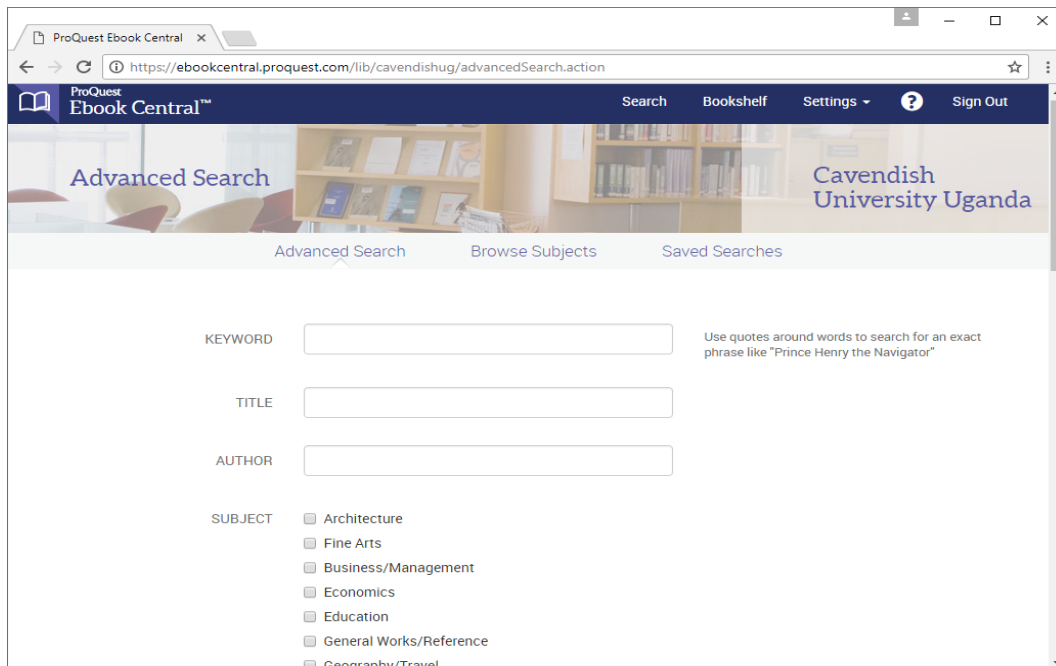 ProQuest Ebook Central
https://ebookcentral.proquest.com/lib/cavendishug/advancedSearch.action
ProQuest
Ebook Central™
Search Bookshelf Settings ? Sign Out
Advanced Search
Cavendish
University Uganda
Advanced Search Browse Subjects Saved Searches
KEYWORD
Use quotes around words to search for an exact
phrase like "Prince Henry the Navigator"
TITLE
AUTHOR
SUBJECT
Architecture
Fine Arts
Business/Management
Economics
Education
General Works/Reference
Geography/Travel